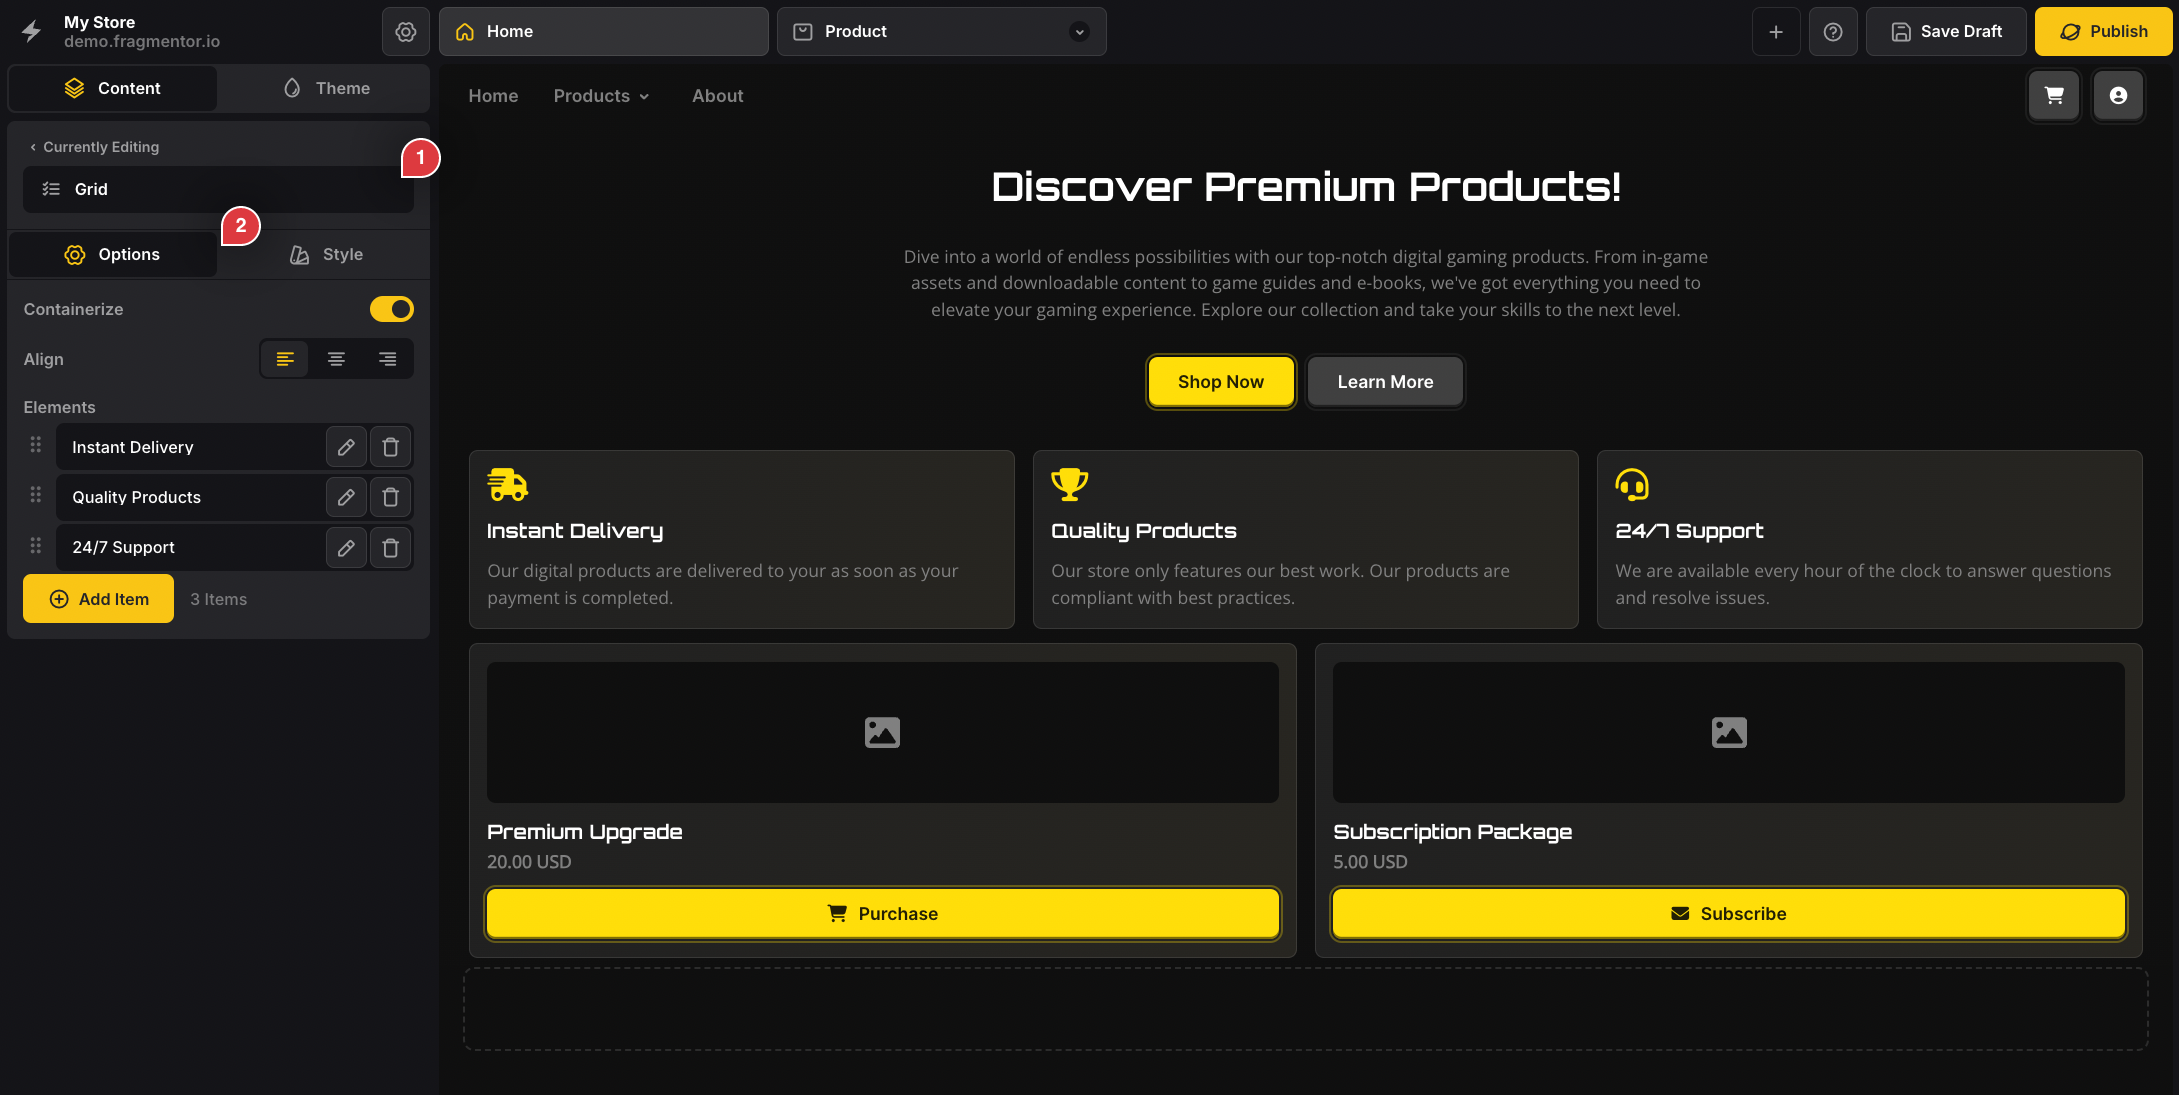 My Store
demo.fragmentor.io
Home
Product
Save Draft
Publish
Content
Theme
Currently Editing
1
Grid
2
Options
Style
Containerize
Align
Elements
Instant Delivery
Quality Products
24/7 Support
Add Item
3 Items
Home
Products
About
Discover Premium Products!
Dive into a world of endless possibilities with our top-notch digital gaming products. From in-game
assets and downloadable content to game guides and e-books, we've got everything you need to
elevate your gaming experience. Explore our collection and take your skills to the next level.
Shop Now
Learn More
Instant Delivery
Our digital products are delivered to your as soon as your
payment is completed.
Quality Products
Our store only features our best work. Our products are
compliant with best practices.
24/7 Support
We are available every hour of the clock to answer questions
and resolve issues.
Premium Upgrade
20.00 USD
Purchase
Subscription Package
5.00 USD
Subscribe